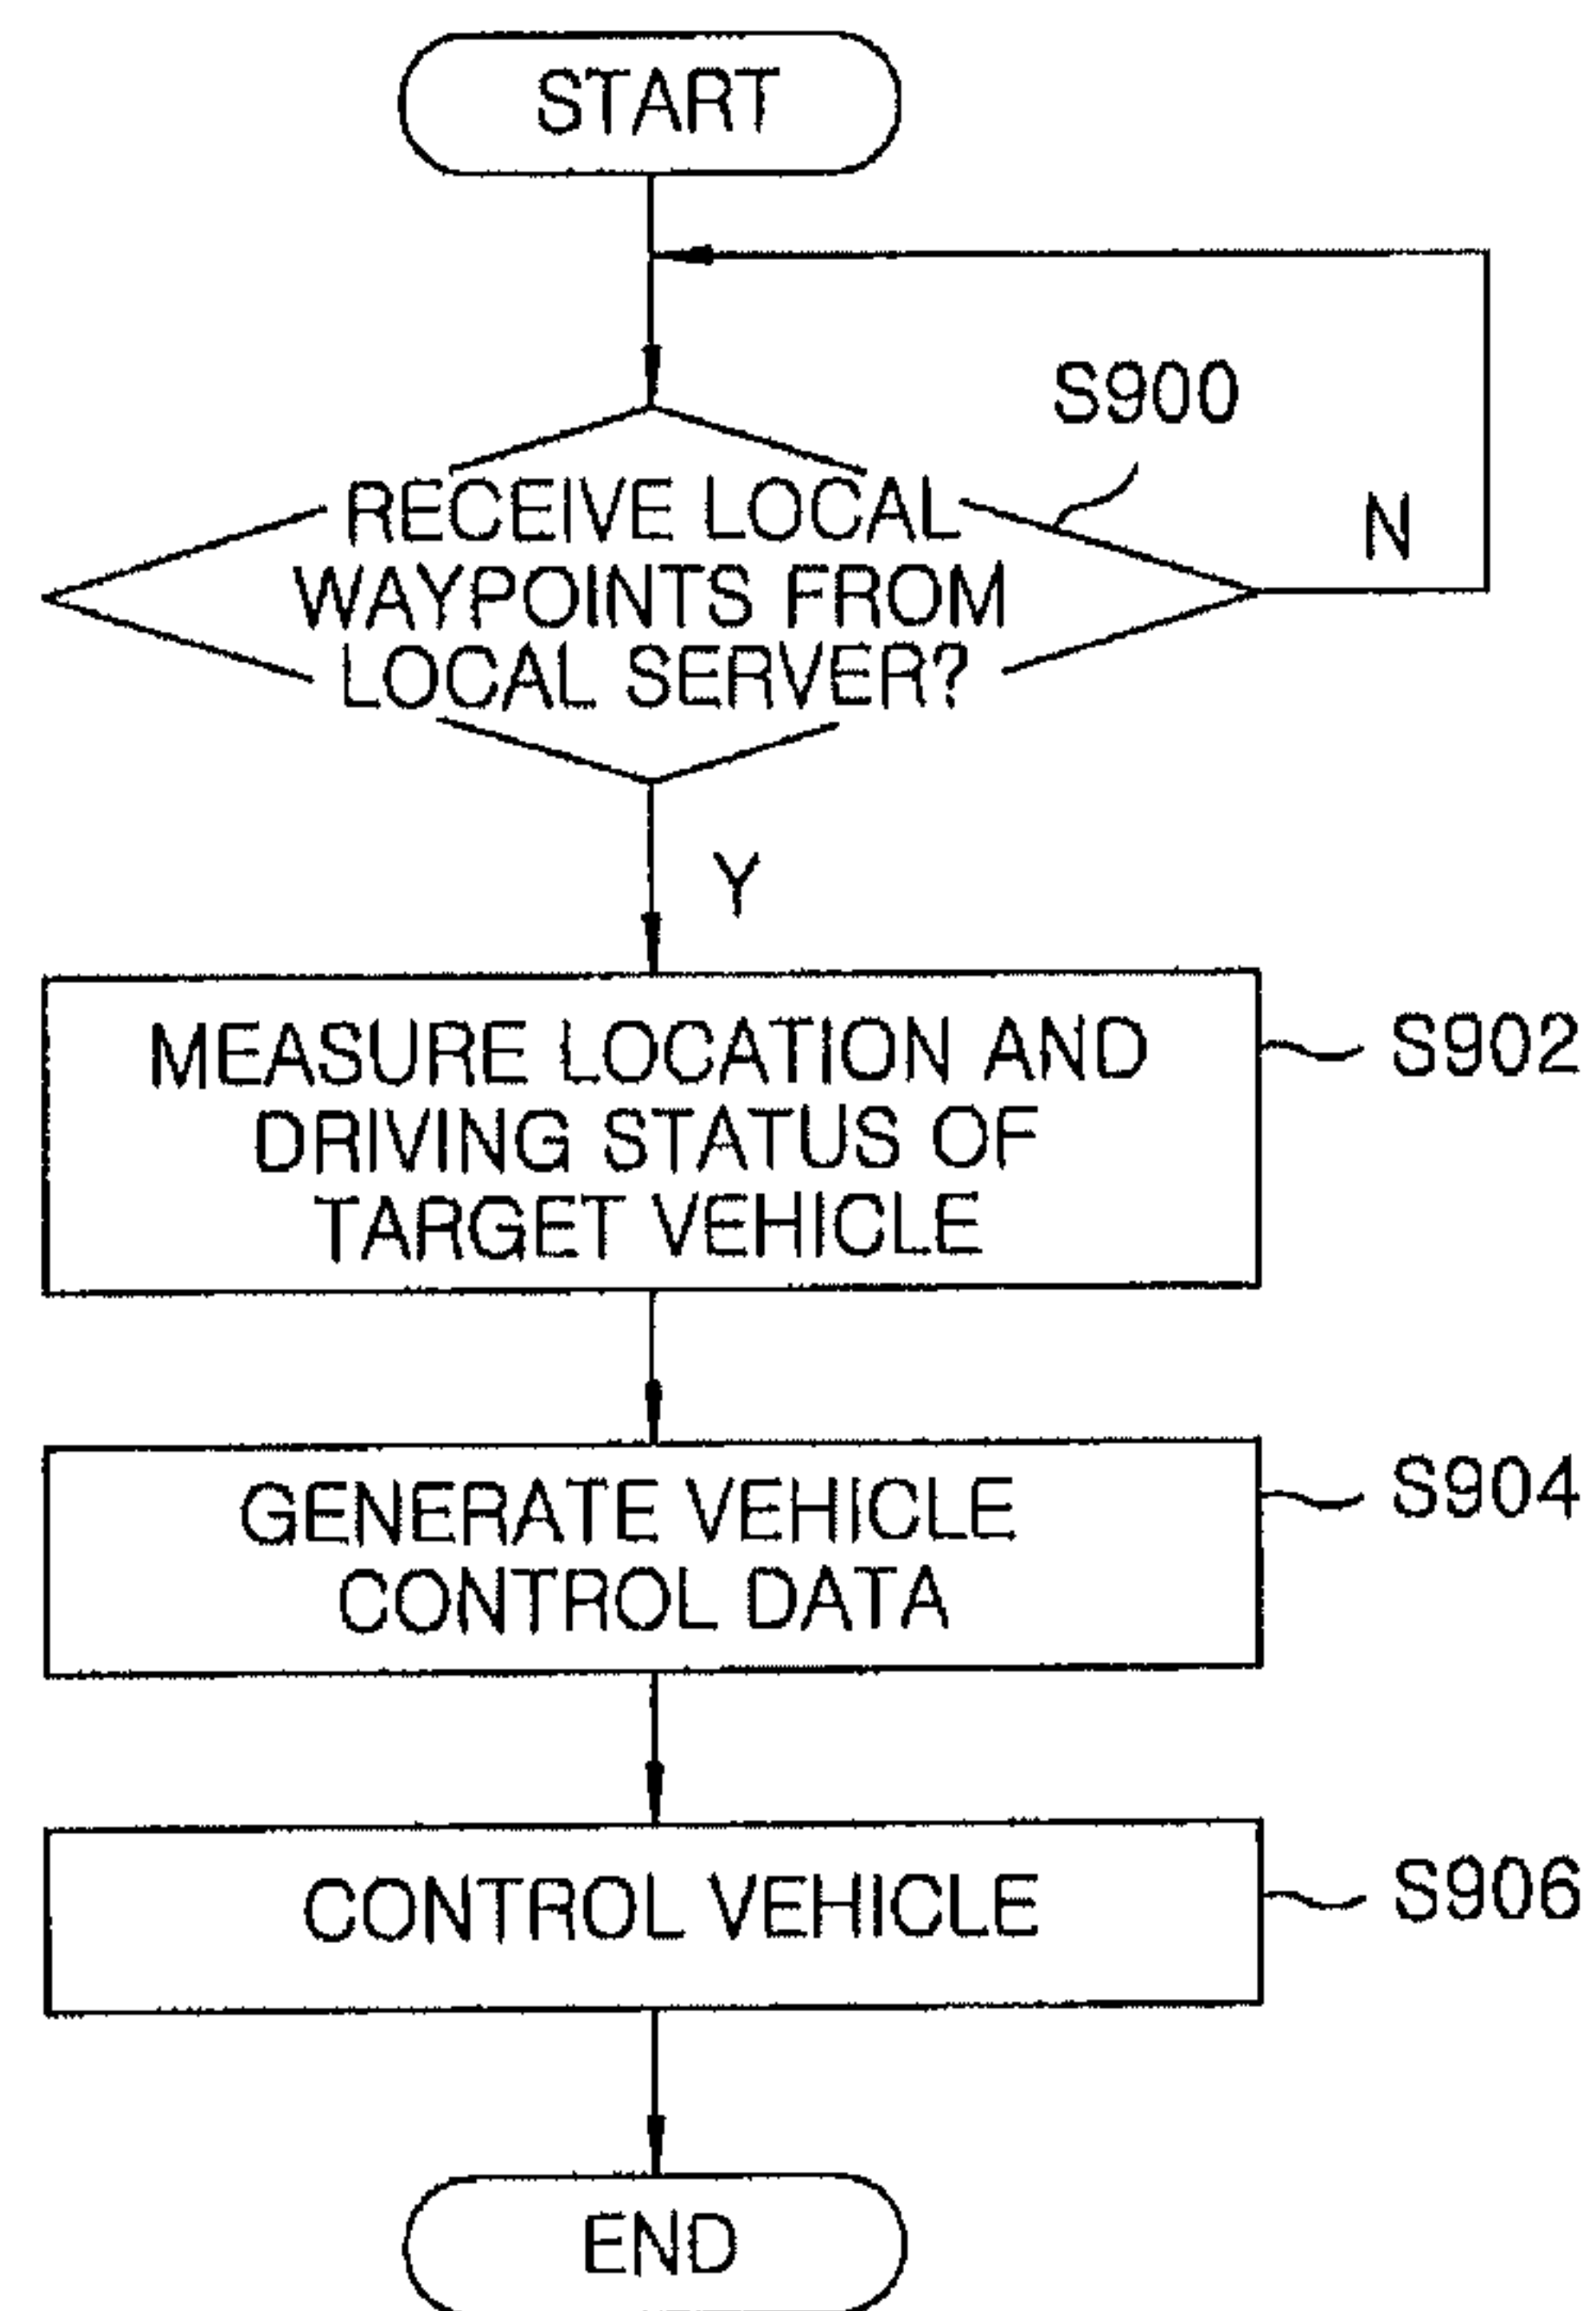 START
S900
RECEIVE LOCAL
WAYPOINTS FROM
LOCAL SERVER?
N
Y
MEASURE LOCATION AND
DRIVING STATUS OF
TARGET VEHICLE
S902
GENERATE VEHICLE
CONTROL DATA
S904
CONTROL VEHICLE
S906
END